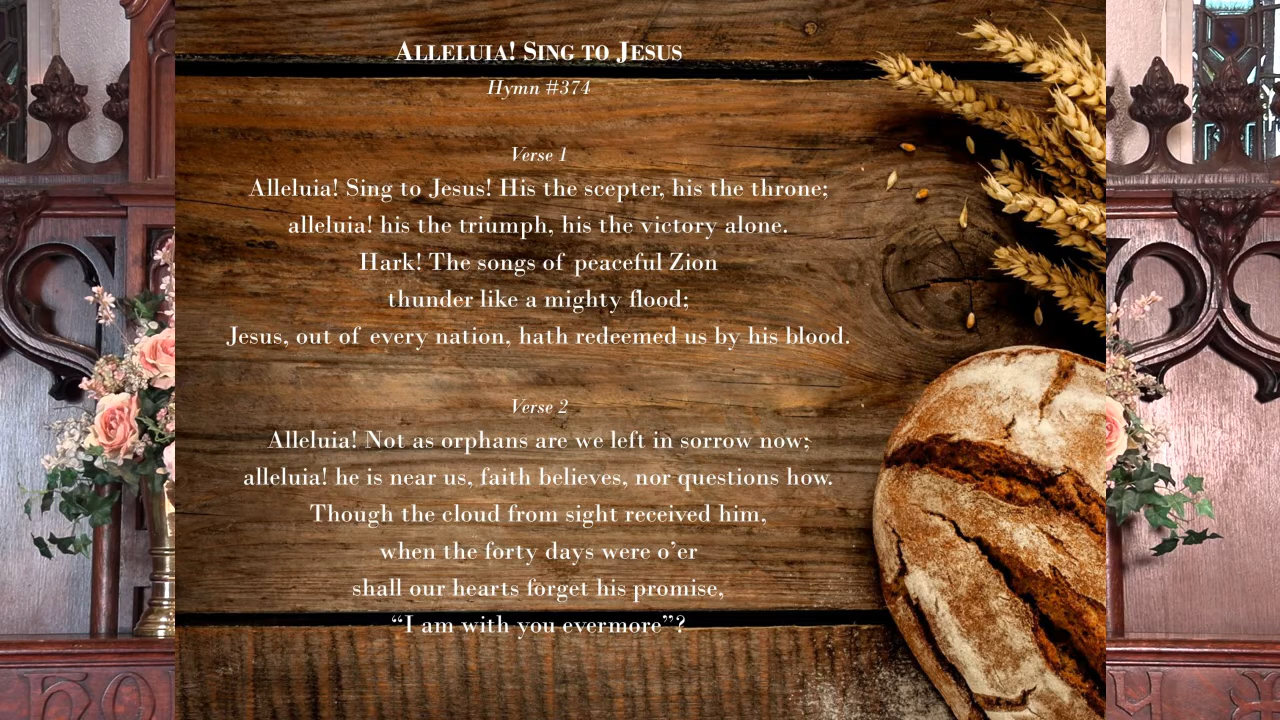 Alleluia! Sing to Jesus
Hymn #374
Verse 1
Alleluia! Sing to Jesus! His the scepter, his the throne;
alleluia! his the triumph, his the victory alone.
Hark! The songs of peaceful Zion
thunder like a mighty flood;
Jesus, out of every nation, hath redeemed us by his blood.
Verse 2
Alleluia! Not as orphans are we left in sorrow now;
alleluia! he is near us, faith believes, nor questions how.
Though the cloud from sight received him,
when the forty days were o’er
shall our hearts forget his promise,
“I am with you evermore”?